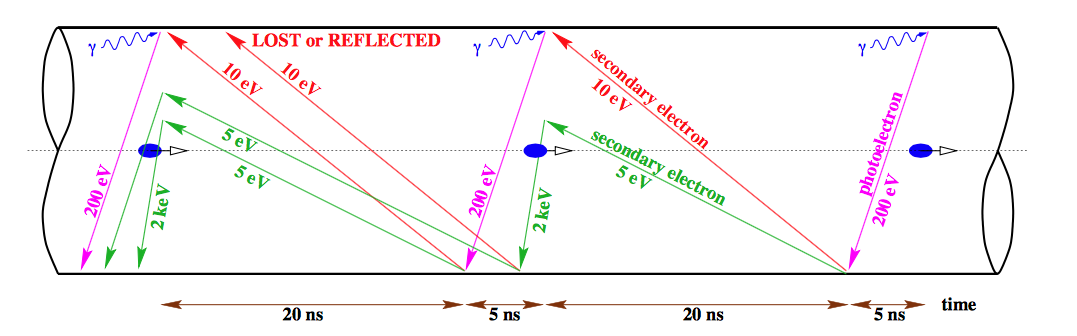 γ
LOST or REFLECTED
γ
γ
10 eV
10 eV
secondary electron
10 eV
5 eV
5 eV
secondary electron
5 eV
200 eV
2 keV
200 eV
2 keV
photoelectron
200 eV
20 ns
5 ns
20 ns
5 ns
time